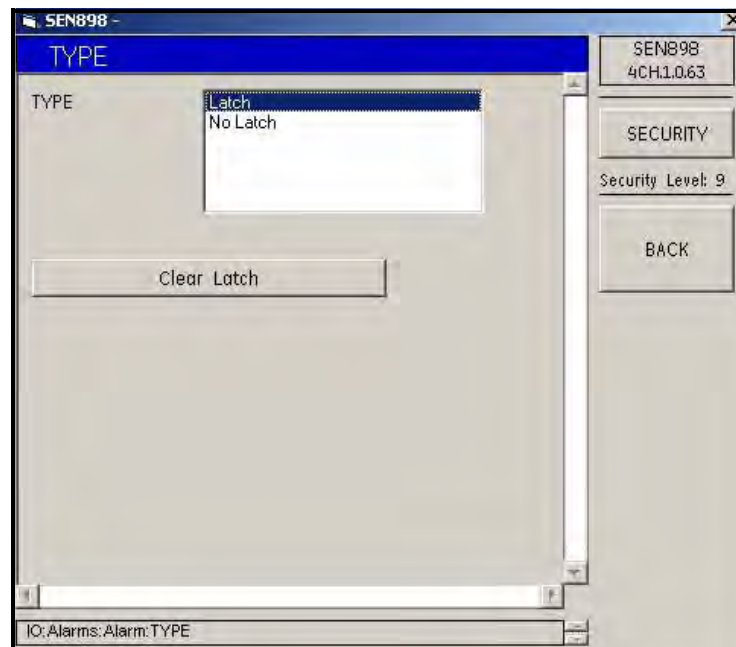 SEN898 -
TYPE
TYPE
Latch
No Latch
Clear Latch
IO:Alarms:Alarm:TYPE
SEN898
4CH.1.0.63
SECURITY
Security Level: 9
BACK